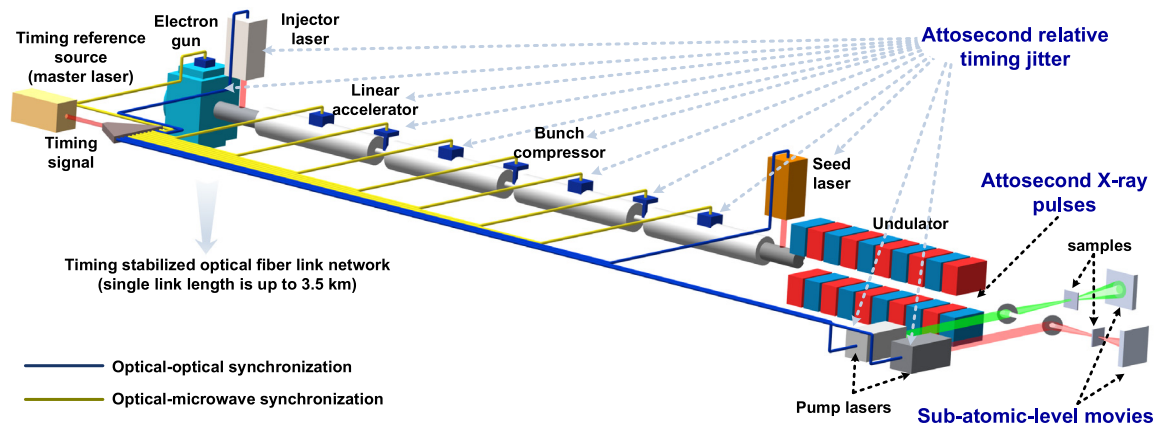 Electron
gun
Injector
laser
Timing reference
source
(master laser)
Attosecond relative
timing jitter
Linear
accelerator
Timing
signal
Bunch
compressor
Seed
laser
Attosecond X-ray
pulses
Undulator
samples
Timing stabilized optical fiber link network
(single link length is up to 3.5 km)
Optical-optical synchronization
Optical-microwave synchronization
Pump lasers
Sub-atomic-level movies